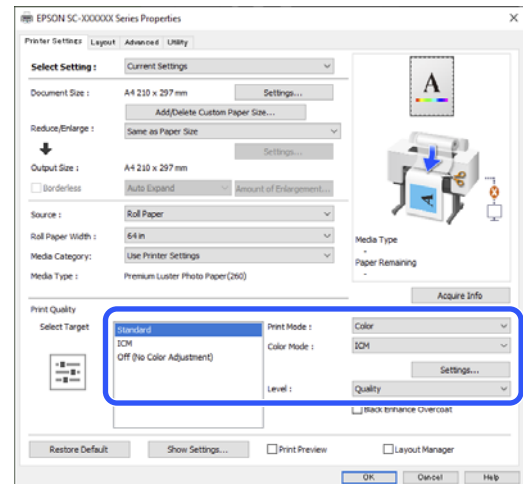 EPSON SC-XXXXXX Series Properties
Printer Settings Layout Advanced Utility
Select Setting : Current Settings
Document Size : A4 210 x 297 mm Settings...
Add/Delete Custom Paper Size...
Reduce/Enlarge : Same as Paper Size
Settings...
Output Size : A4 210 x 297 mm
Borderless Auto Expand Amount of Enlargement...
Source : Roll Paper
Roll Paper Width : 64 in
Media Category: Use Printer Settings
Media Type : Premium Luster Photo Paper(260)
A
A
Media Type
-
Paper Remaining
-
Acquire Info
Print Quality
Select Target
Standard
ICM
Off (No Color Adjustment)
Print Mode : Color
Color Mode : ICM
Settings...
Level : Quality
Black Enhance Overcoat
Restore Default Show Settings... Print Preview Layout Manager
OK Cancel Help